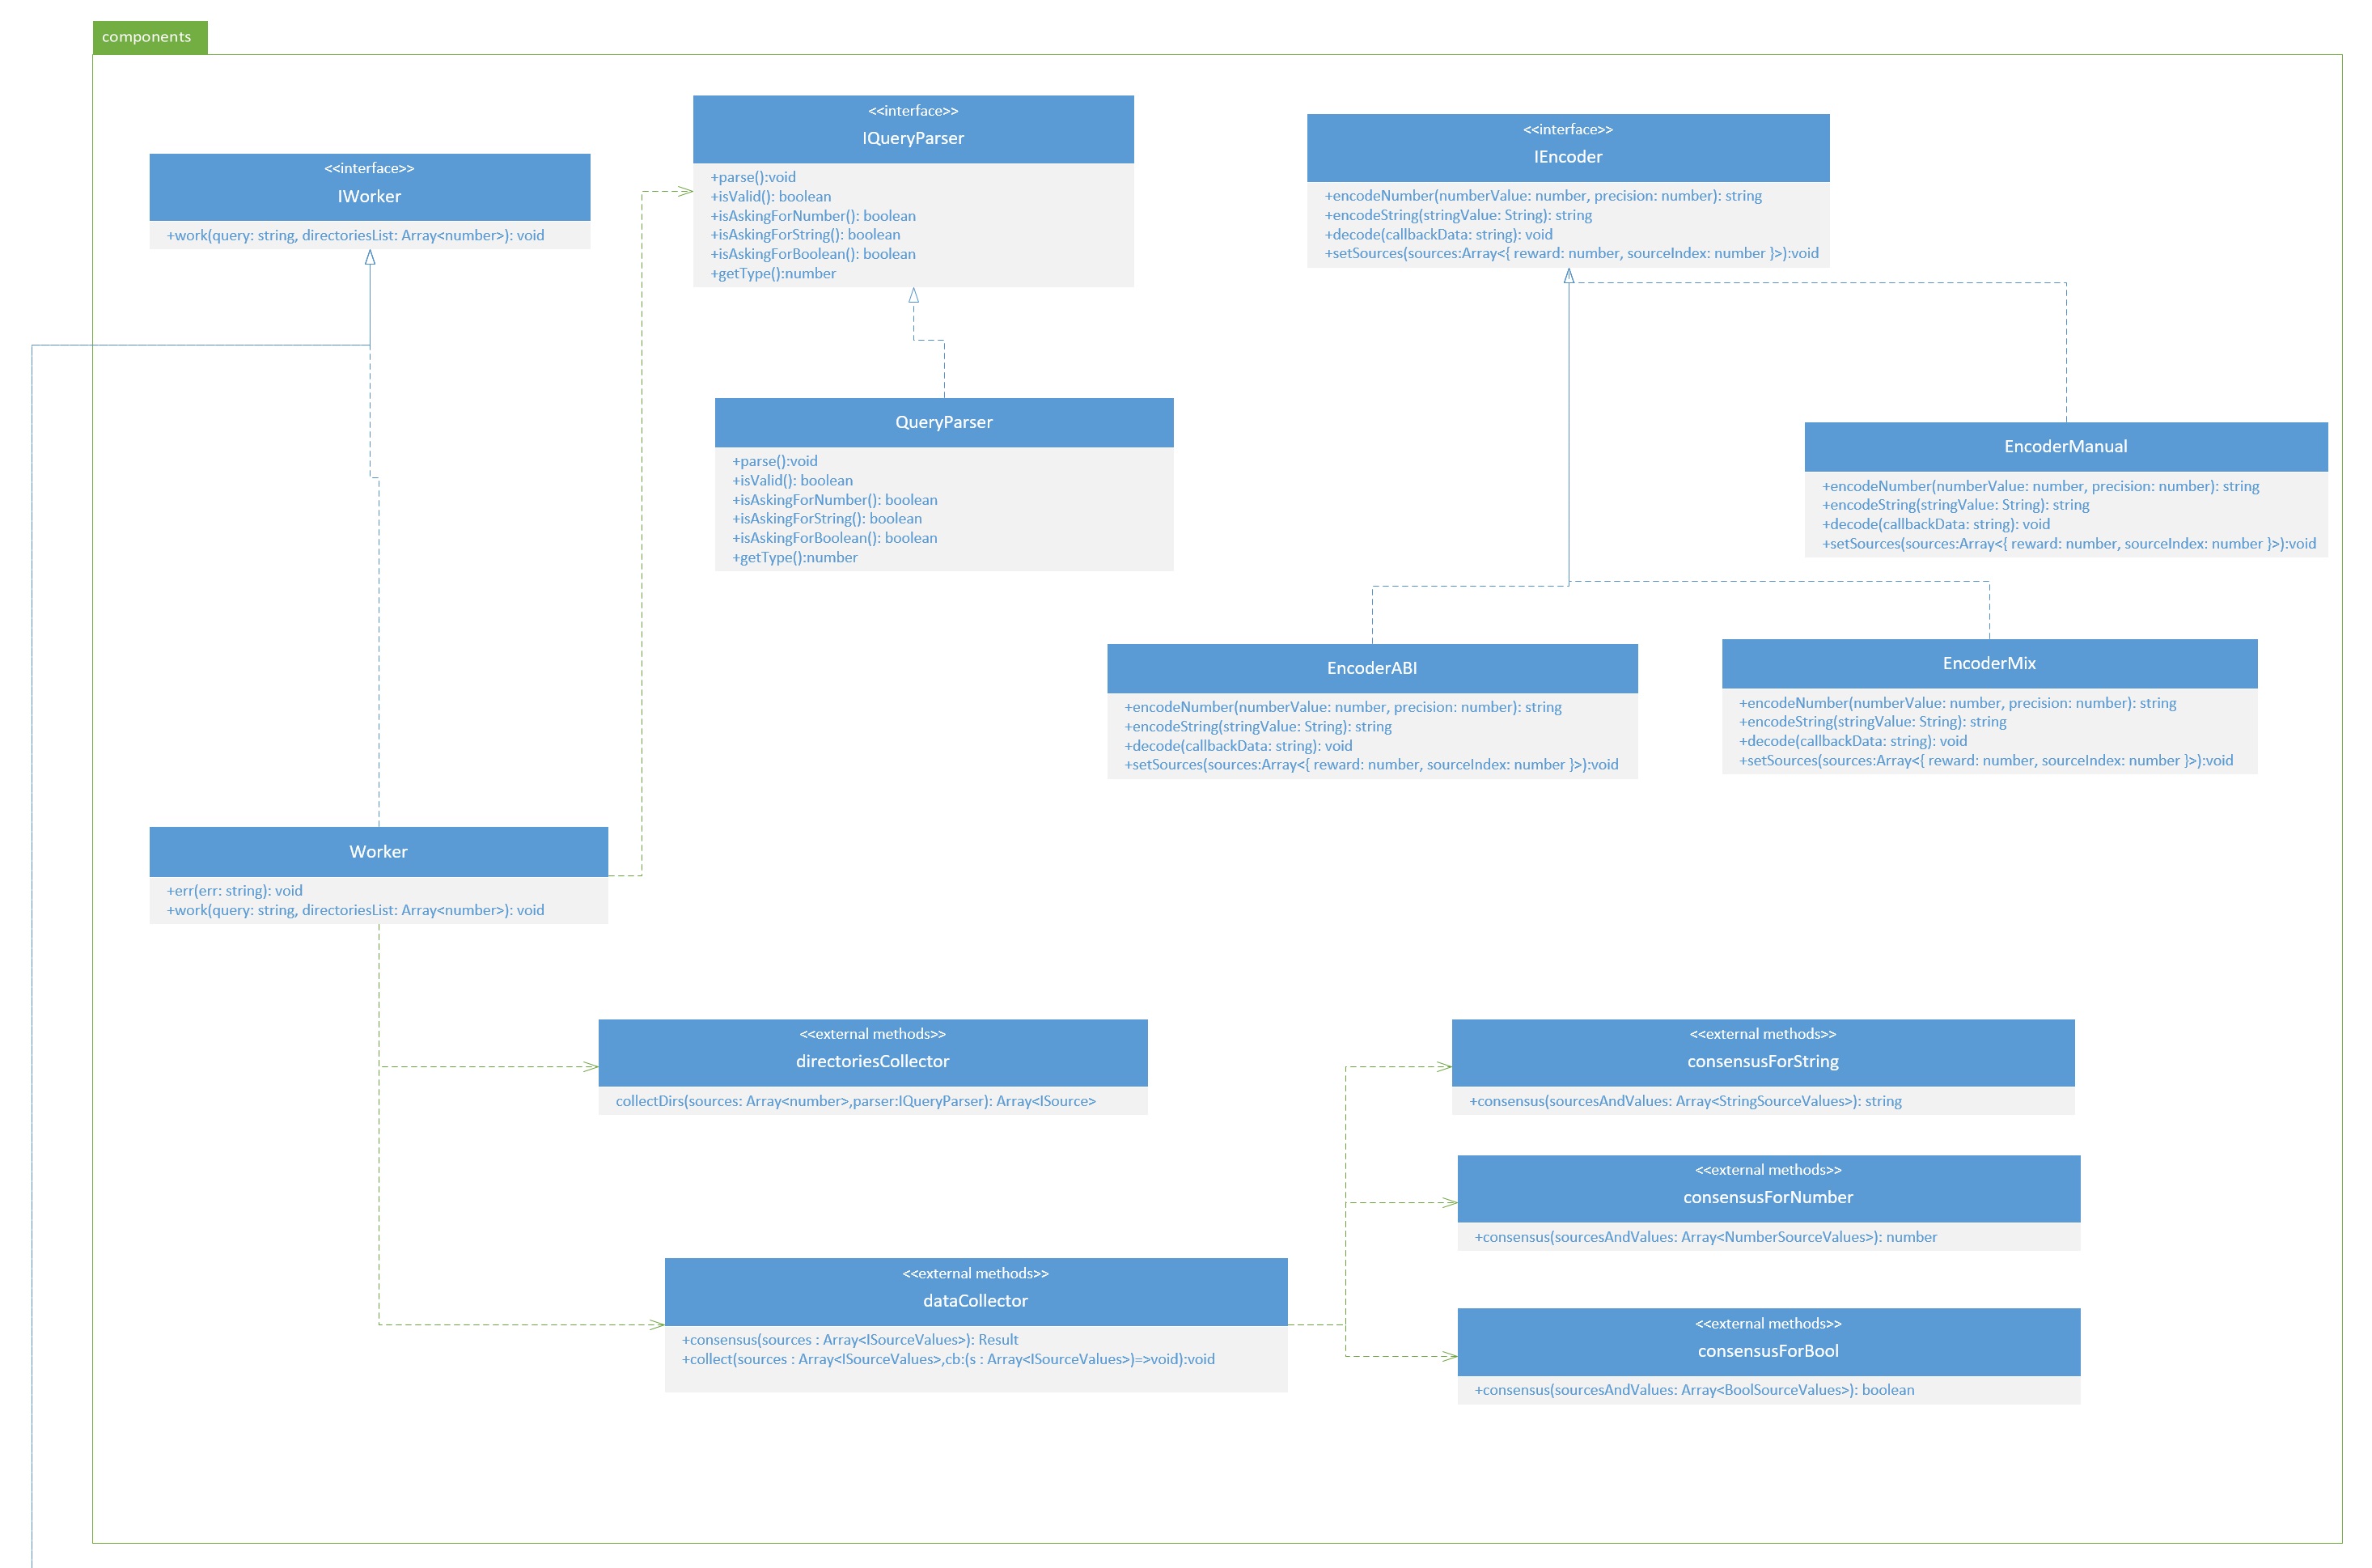 components
<<interface>>
IWorker
+work(query: string, directoriesList: Array<number>): void
<<interface>>
IQueryParser
+parse():void
+isValid(): boolean
+isAskingForNumber(): boolean
+isAskingForString(): boolean
+isAskingForBoolean(): boolean
+getType():number
<<interface>>
IEncoder
+encodeNumber(numberValue: number, precision: number): string
+encodeString(stringValue: String): string
+decode(callbackData: string): void
+setSources(sources:Array<{ reward: number, sourceIndex: number }>):void
QueryParser
+parse():void
+isValid(): boolean
+isAskingForNumber(): boolean
+isAskingForString(): boolean
+isAskingForBoolean(): boolean
+getType():number
EncoderManual
+encodeNumber(numberValue: number, precision: number): string
+encodeString(stringValue: String): string
+decode(callbackData: string): void
+setSources(sources:Array<{ reward: number, sourceIndex: number }>):void
EncoderABI
+encodeNumber(numberValue: number, precision: number): string
+encodeString(stringValue: String): string
+decode(callbackData: string): void
+setSources(sources:Array<{ reward: number, sourceIndex: number }>):void
EncoderMix
+encodeNumber(numberValue: number, precision: number): string
+encodeString(stringValue: String): string
+decode(callbackData: string): void
+setSources(sources:Array<{ reward: number, sourceIndex: number }>):void
Worker
+err(err: string): void
+work(query: string, directoriesList: Array<number>): void
<<external methods>>
directoriesCollector
collectDirs(sources: Array<number>,parser:IQueryParser): Array<ISource>
<<external methods>>
consensusForString
+consensus(sourcesAndValues: Array<StringSourceValues>): string
<<external methods>>
consensusForNumber
+consensus(sourcesAndValues: Array<NumberSourceValues>): number
<<external methods>>
dataCollector
+consensus(sources : Array<ISourceValues>): Result
+collect(sources : Array<ISourceValues>,cb:(s : Array<ISourceValues>)=>void):void
<<external methods>>
consensusForBool
+consensus(sourcesAndValues: Array<BoolSourceValues>): boolean